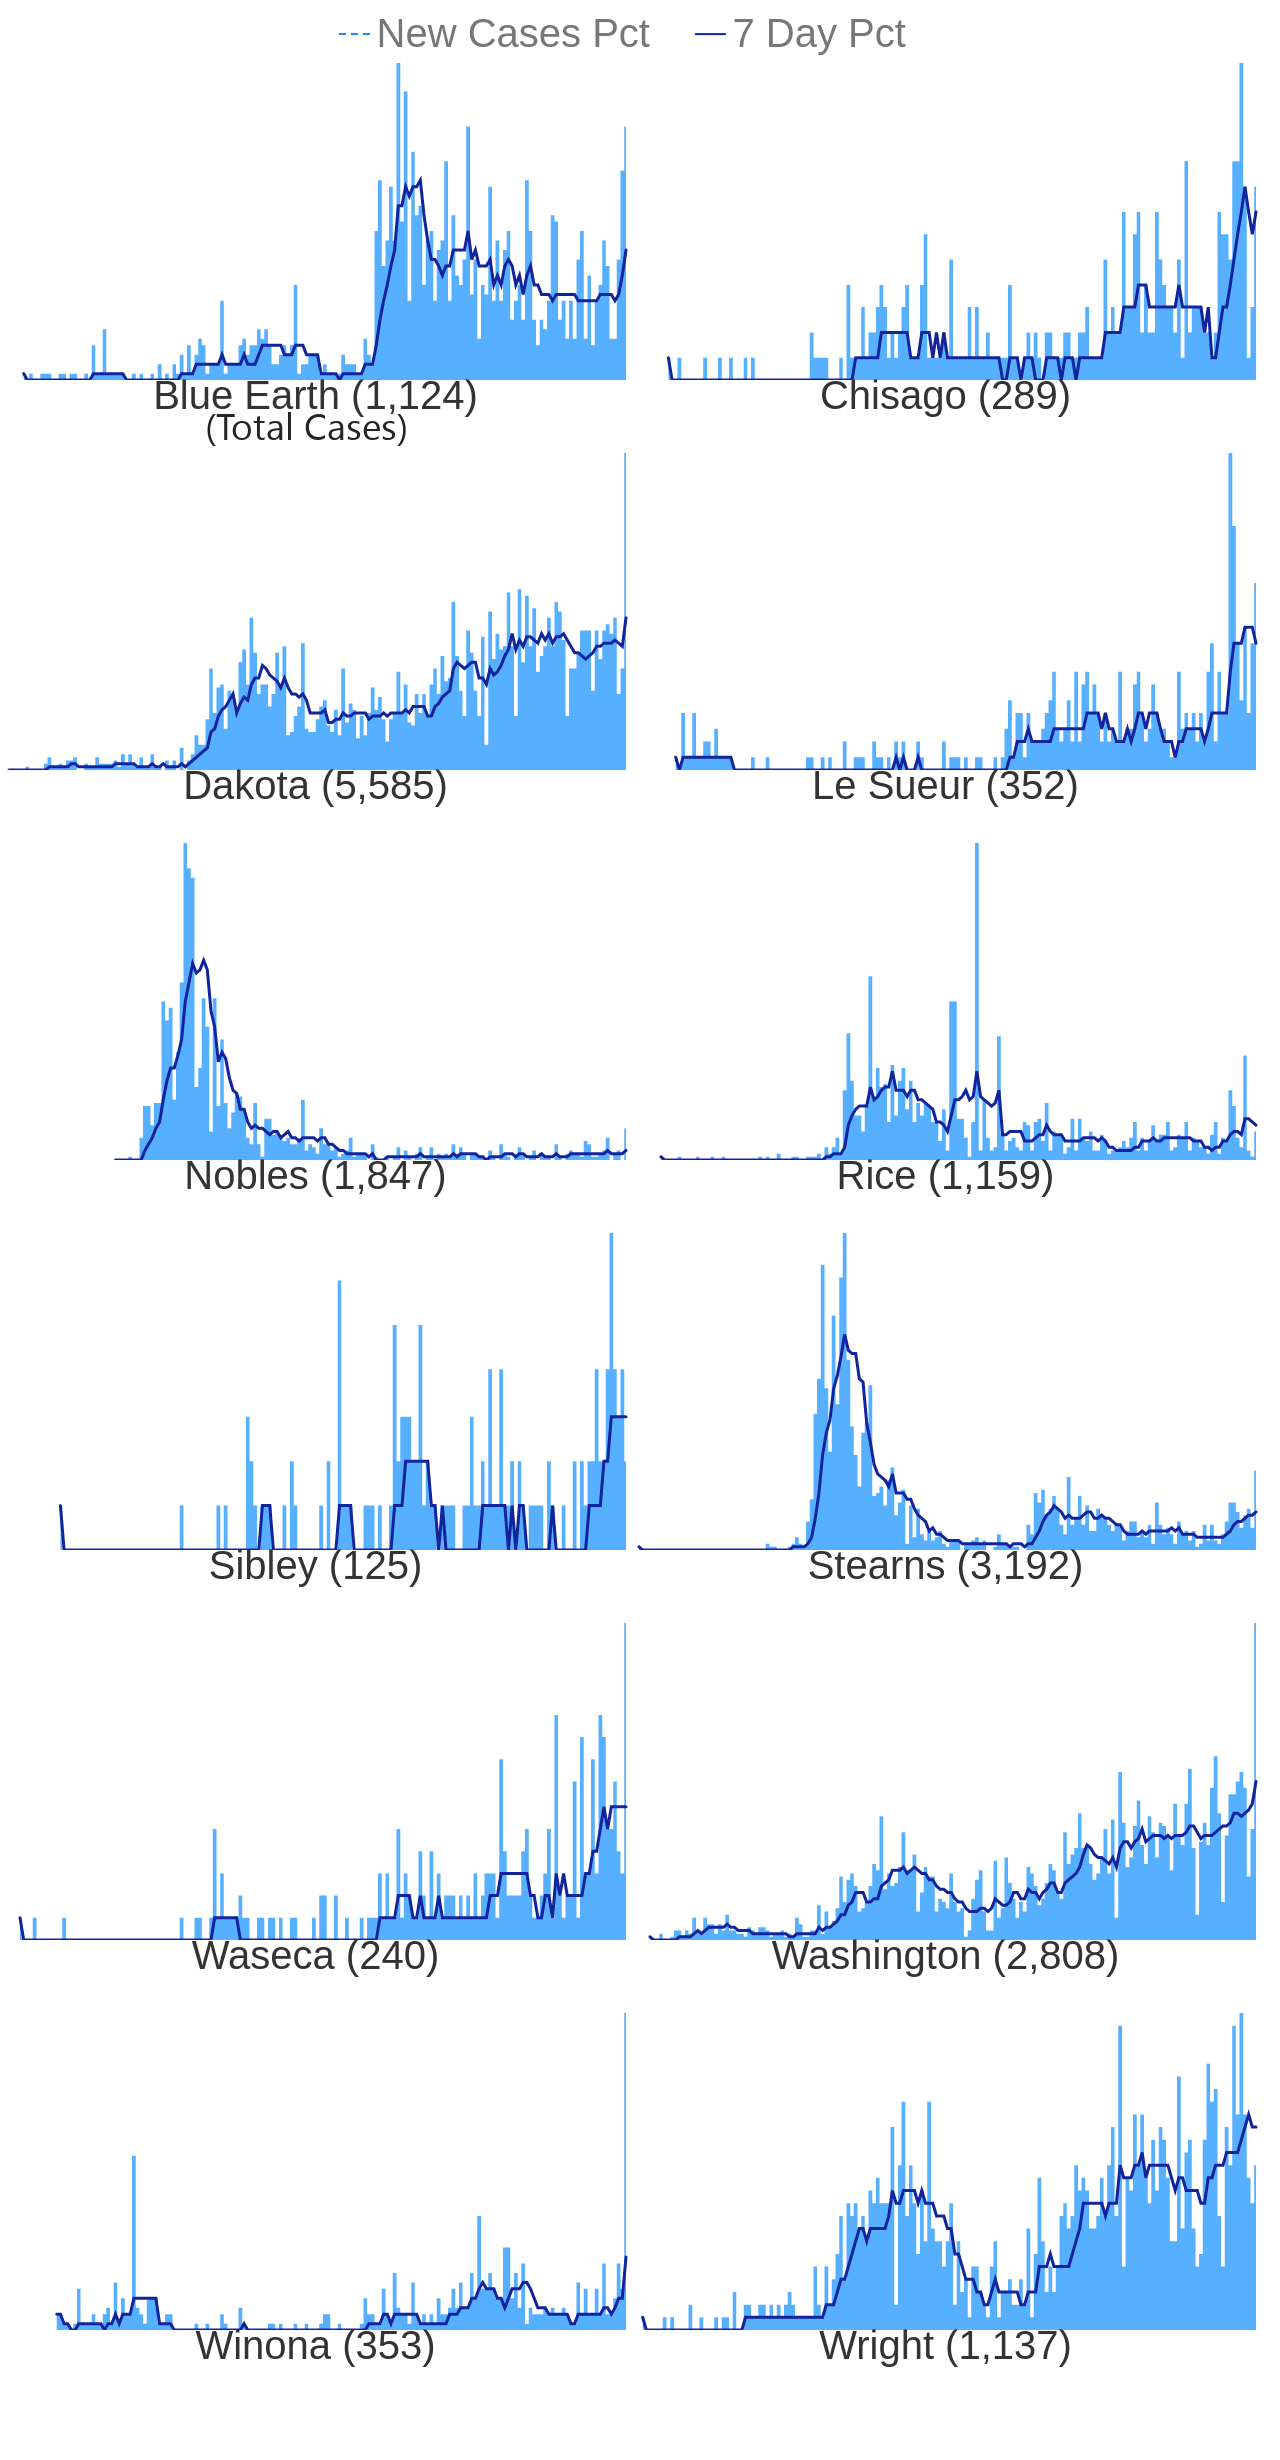 New Cases Pct 7 Day Pct
Blue Earth (1,124) Chisago (289)
(Total Cases)
Dakota (5,585) Le Sueur (352)
Nobles (1,847) Rice (1,159)
Sibley (125) Stearns (3,192)
Waseca (240) Washington (2,808)
Winona (353) Wright (1,137)